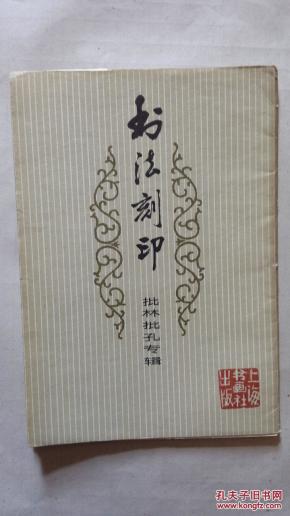 书法刻印
批林批孔专辑
上海
书画社
出版
孔夫子旧书网